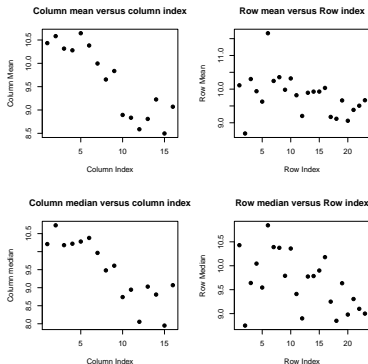 Column mean versus column index
Column Mean
10.5
10.0
9.5
9.0
8.5
5
10
15
Column Index
Row mean versus Row index
Row Mean
11.0
10.0
9.0
5
10
15
20
Row Index
Column median versus column index
Column median
10.5
10.0
9.5
9.0
8.5
8.0
5
10
15
Column Index
Row median versus Row index
Row Median
10.5
10.0
9.5
9.0
5
10
15
20
Row Index